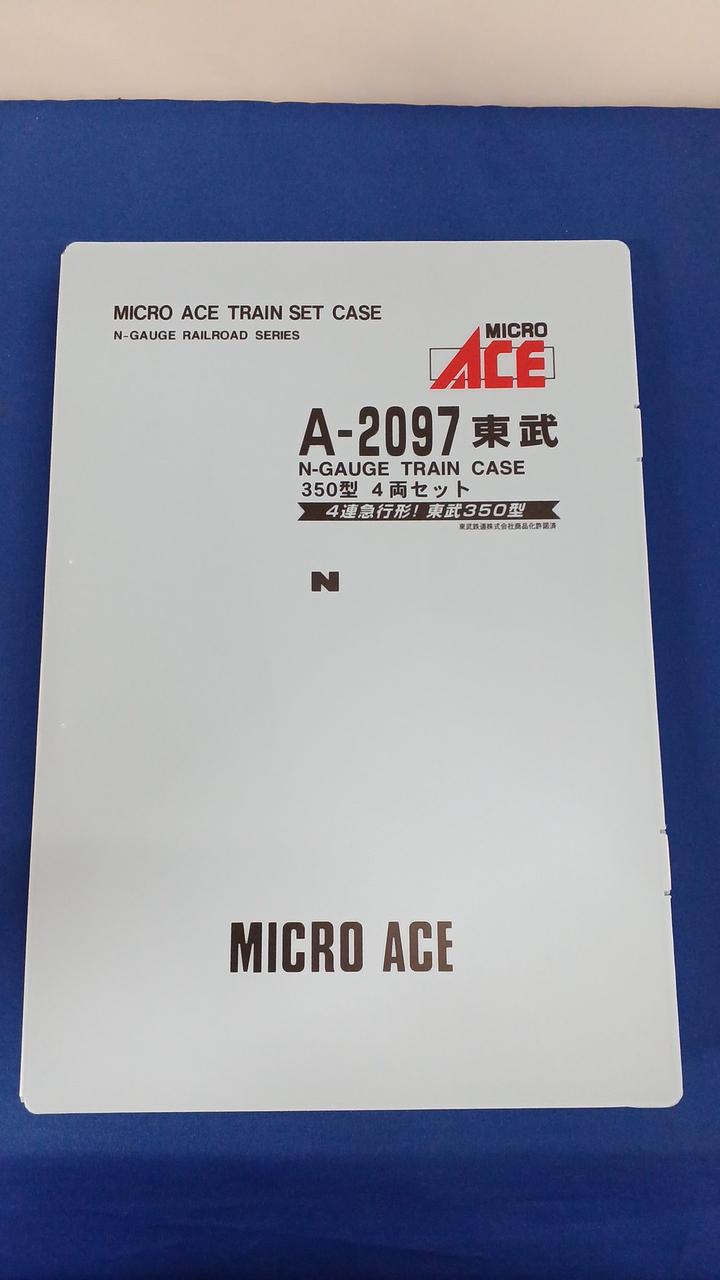 MICRO ACE TRAIN SET CASE
N-GAUGE RAILROAD SERIES
MICRO
ACE
A-2097 東武
N-GAUGE TRAIN CASE
350型 4両セット
4連急行形! 東武350型
東武鉄道株式会社商品化許諾済
N
MICRO ACE